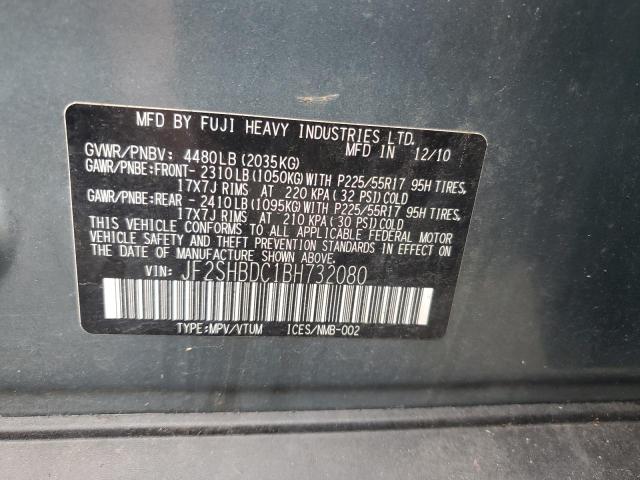 MFD BY FUJI HEAVY INDUSTRIES LTD.
MFD IN 12/10
GVWR/PNBV: 4480LB (2035KG)
GAWR/PNBE:FRONT- 2310LB (1050KG) WITH P225/55R17 95H TIRES,
17X7J RIMS AT 220 KPA (32 PSI) COLD
GAWR/PNBE:REAR - 2410LB (1095KG) WITH P225/55R17 95H TIRES,
17X7J RIMS AT 210 KPA (30 PSI) COLD
THIS VEHICLE CONFORMS TO ALL APPLICABLE FEDERAL MOTOR
VEHICLE SAFETY AND THEFT PREVENTION STANDARDS IN EFFECT ON
THE DATE OF MANUFACTURE SHOWN ABOVE.
VIN: JF2SHBDC1BH732080
TYPE:MPV/VTUM ICES/NMB-002